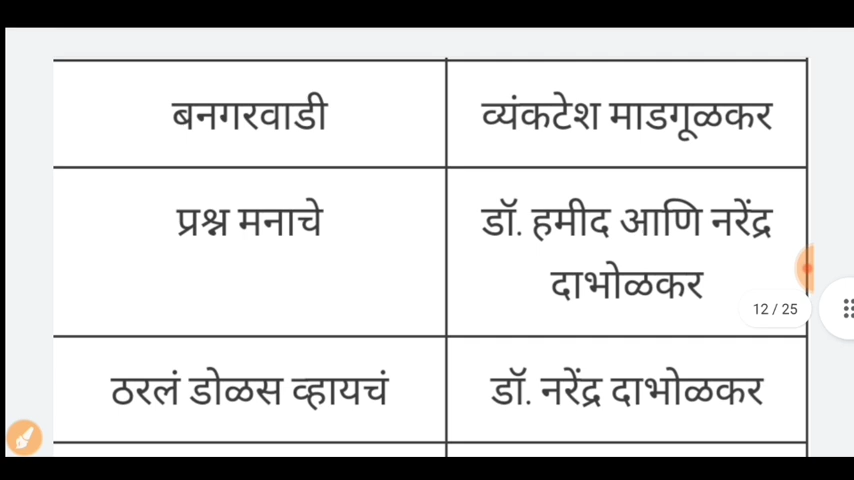 बनगरवाडी
व्यंकटेश माडगूळकर
प्रश्न मनाचे
डॉ. हमीद आणि नरेंद्र
दाभोळकर
12 / 25
ठरलं डोळस व्हायचं
डॉ. नरेंद्र दाभोळकर